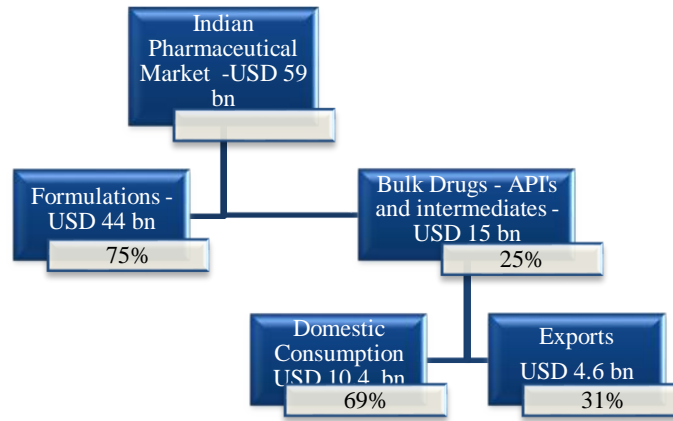 Indian
Pharmaceutical
Market -USD 59
bn
Formulations -
USD 44 bn
75%
Bulk Drugs - API's
and intermediates -
USD 15 bn
25%
Domestic
Consumption
USD 10.4 bn
69%
Exports
USD 4.6 bn
31%